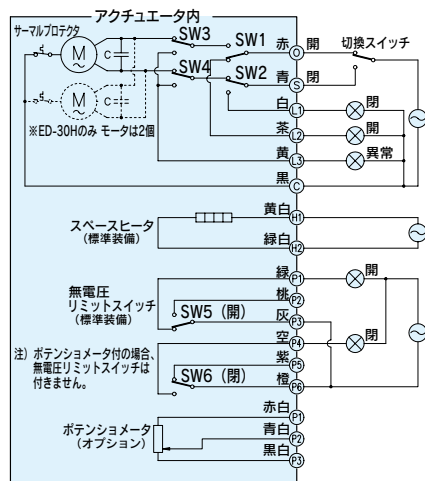 アクチュエータ内
サーマルプロテクタ
M
C
SW3
SW1
赤
O
開
切換スイッチ
SW4
SW2
青
S
閉
M
C
白
L1
閉
※ED-30Hのみ モータは2個
茶
L2
開
黄
L3
異常
黒
C
黄白
H1
スペースヒータ
(標準装備)
緑白
H2
緑
P1
開
無電圧
リミットスイッチ
(標準装備)
桃
P2
SW5（開）
灰
P3
空
P4
閉
注）ポテンショメータ付の場合、
無電圧リミットスイッチは
付きません。
紫
P5
SW6（閉）
橙
P6
赤白
P1
ポテンショメータ
(オプション)
青白
P2
黒白
P3